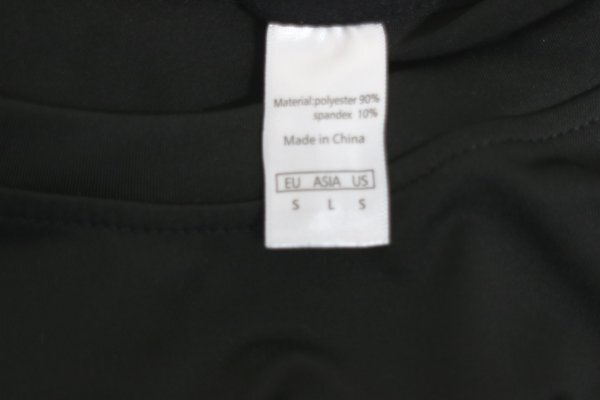 Material:polyester 90%
spandex 10%
Made in China
EU ASIA US
S L S